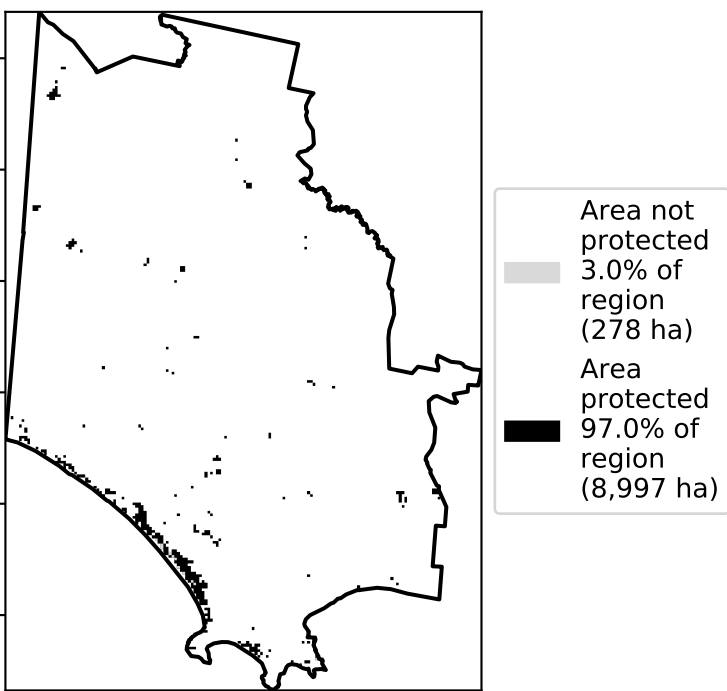 Area not
protected
3.0% of
region
(278 ha)
Area
protected
97.0% of
region
(8,997 ha)